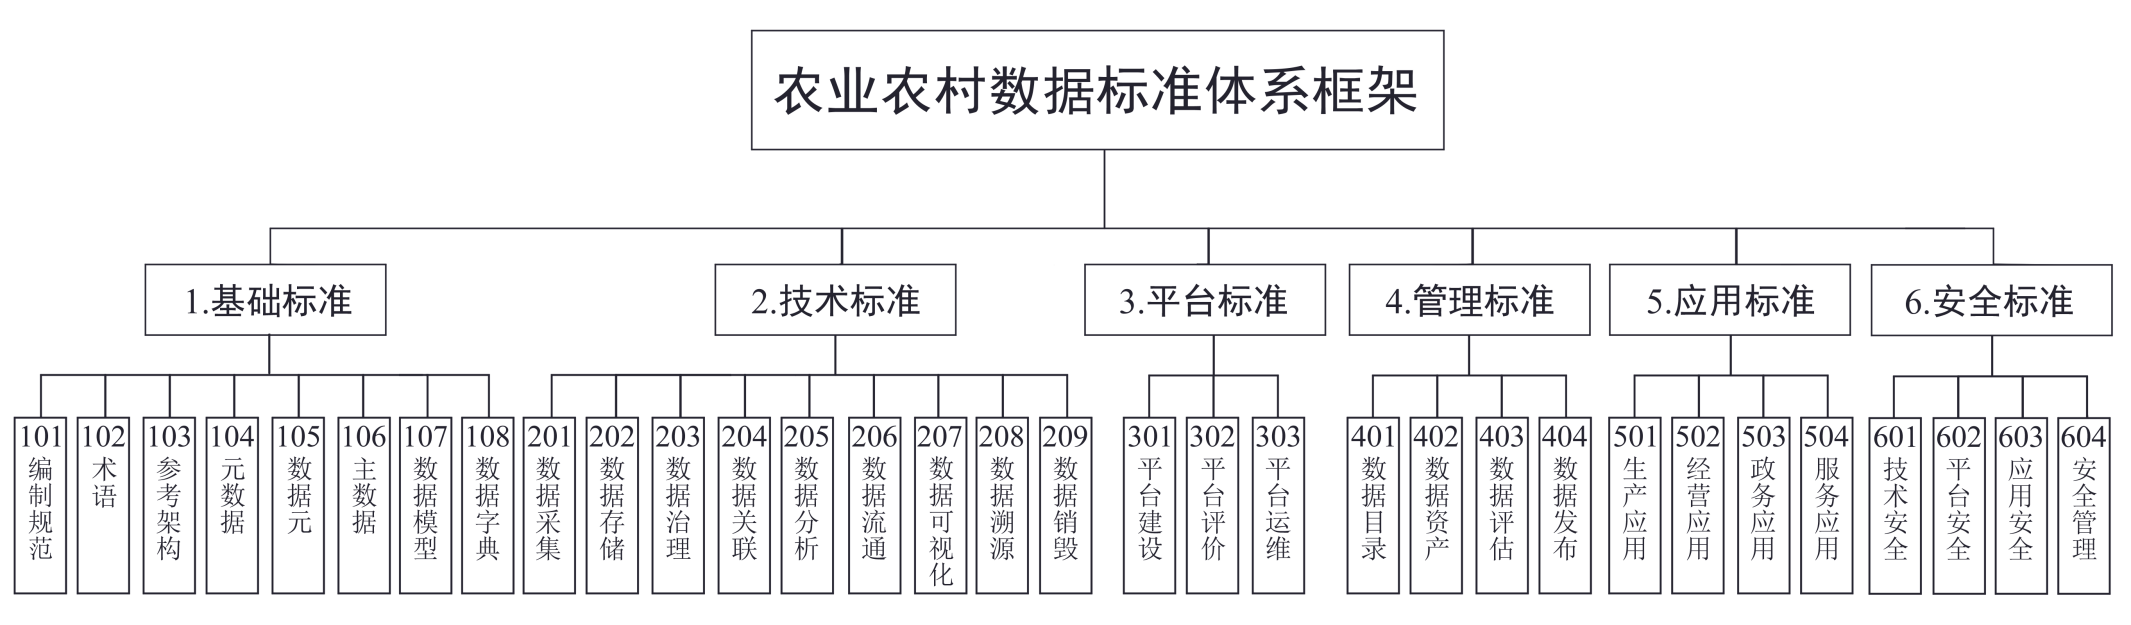 农业农村数据标准体系框架
1.基础标准
2.技术标准
3.平台标准
4.管理标准
5.应用标准
6.安全标准
101
编制规范
102
术语
103
参考架构
104
元数据
105
数据元
106
主数据
107
数据模型
108
数据字典
201
数据采集
202
数据存储
203
数据治理
204
数据关联
205
数据分析
206
数据流通
207
数据可视化
208
数据溯源
209
数据销毁
301
平台建设
302
平台评价
303
平台运维
401
数据目录
402
数据资产
403
数据评估
404
数据发布
501
生产应用
502
经营应用
503
政务应用
504
服务应用
601
技术安全
602
平台安全
603
应用安全
604
安全管理